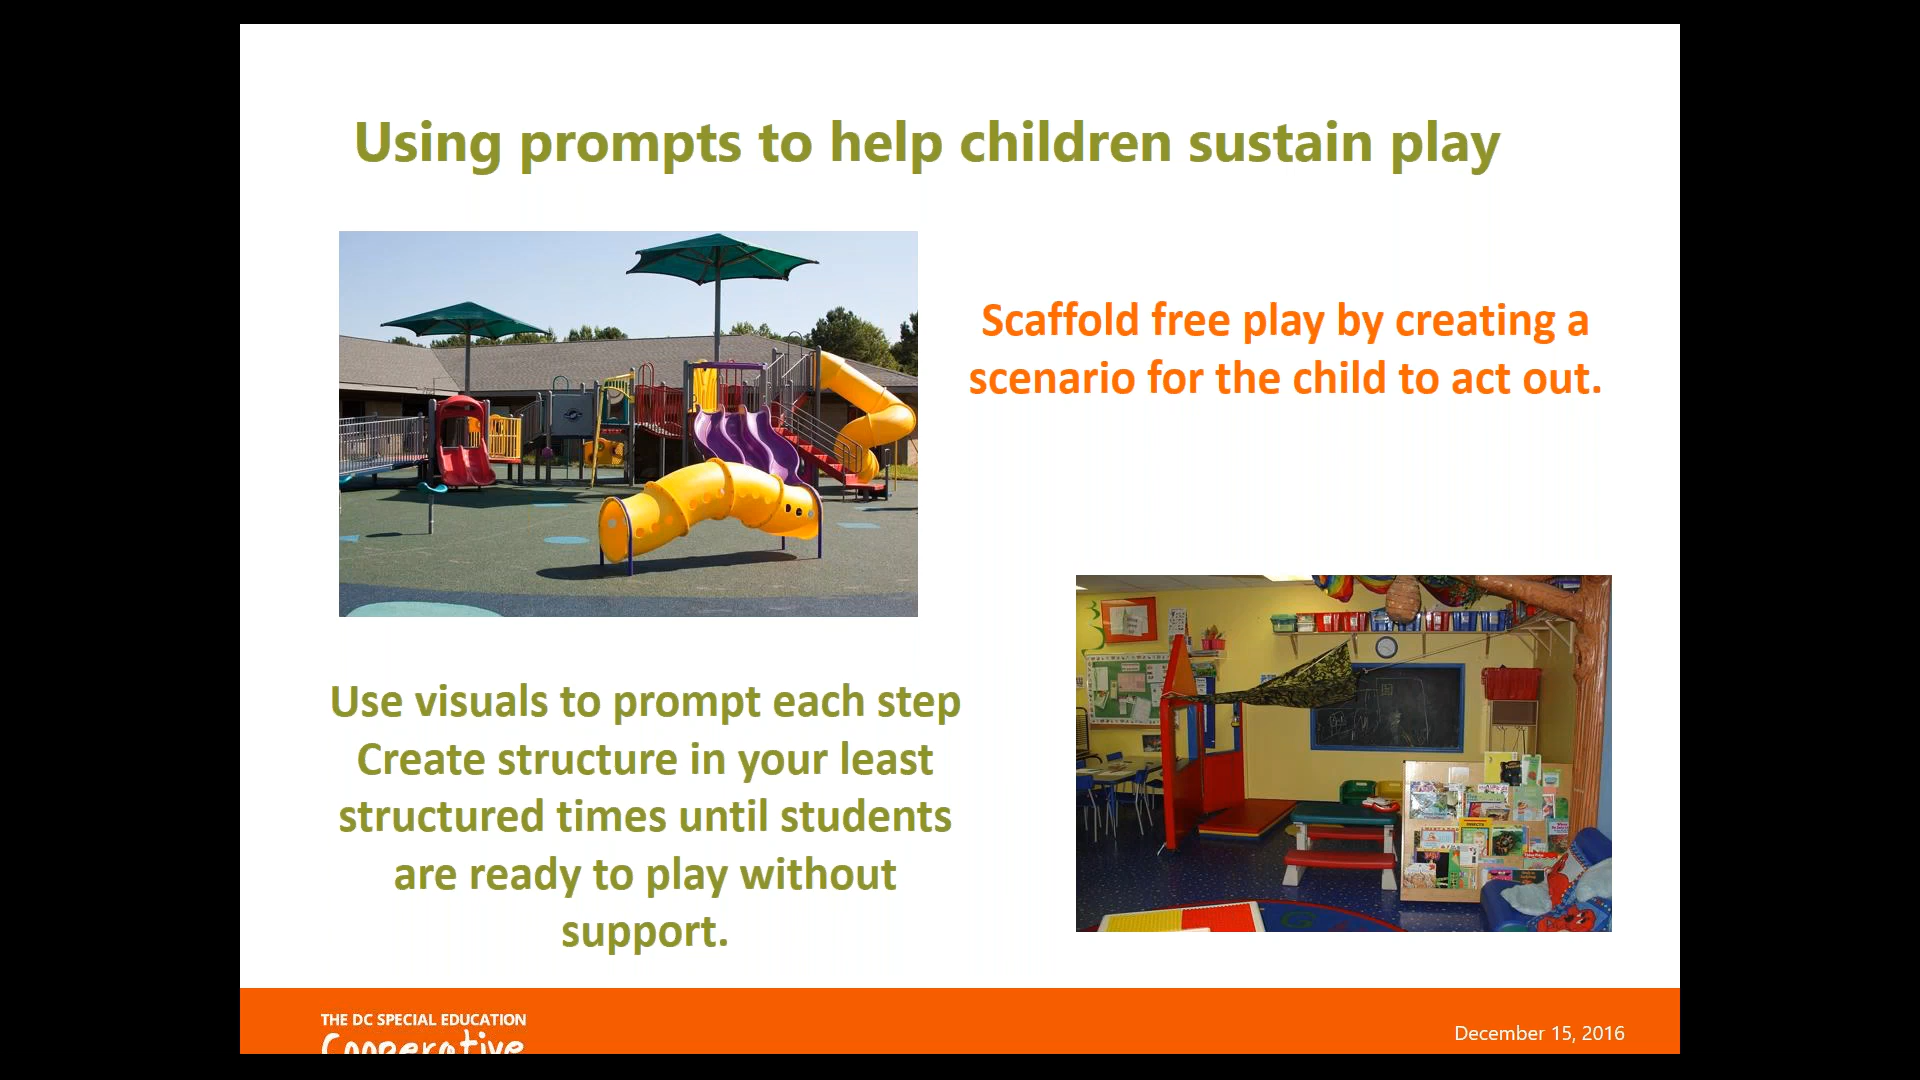 Using prompts to help children sustain play
Scaffold free play by creating a
scenario for the child to act out.
Use visuals to prompt each step
Create structure in your least
structured times until students
are ready to play without
support.
THE DC SPECIAL EDUCATION
Cooperative
December 15, 2016